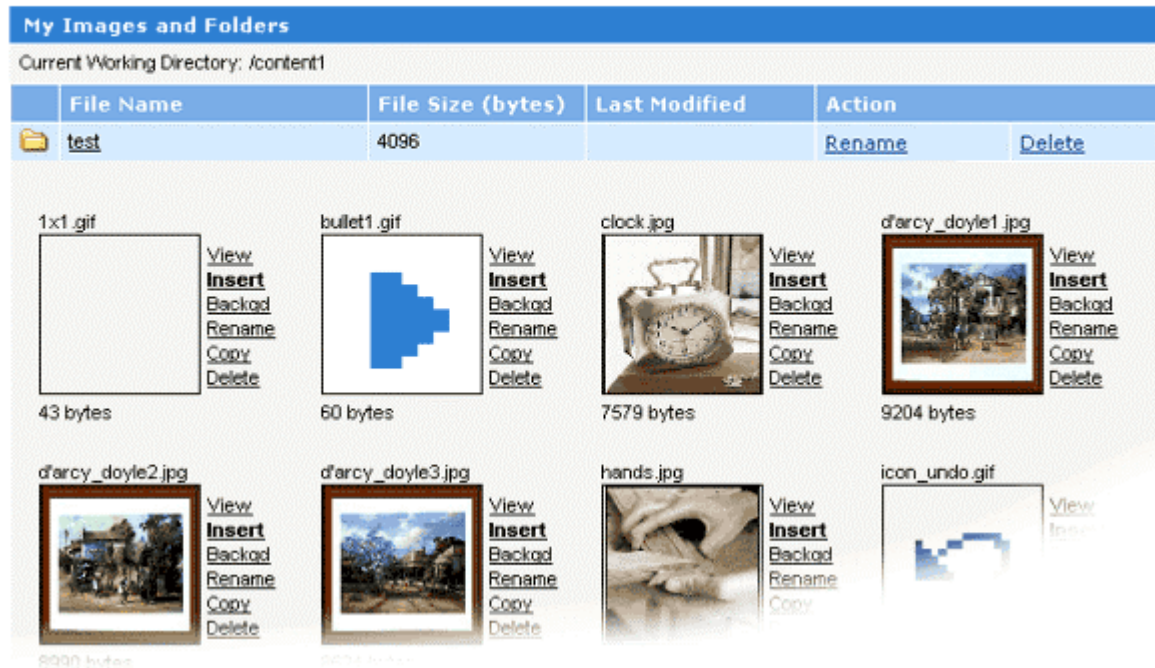 My Images and Folders
Current Working Directory: /content1
File Name File Size (bytes) Last Modified Action
test 4096 Rename Delete
1x1.gif bullet1.gif clock.jpg d'arcy_doyle1.jpg
View View View View
Insert Insert Insert Insert
Backgd Backgd Backgd Backgd
Rename Rename Rename Rename
Copy Copy Copy Copy
Delete Delete Delete Delete
43 bytes 60 bytes 7579 bytes 9204 bytes
d'arcy_doyle2.jpg d'arcy_doyle3.jpg hands.jpg icon_undo.gif
View View View View
Insert Insert Insert Insert
Backgd Backgd Backgd
Rename Rename Rename
Copy Copy Copy
Delete Delete
8990 bytes